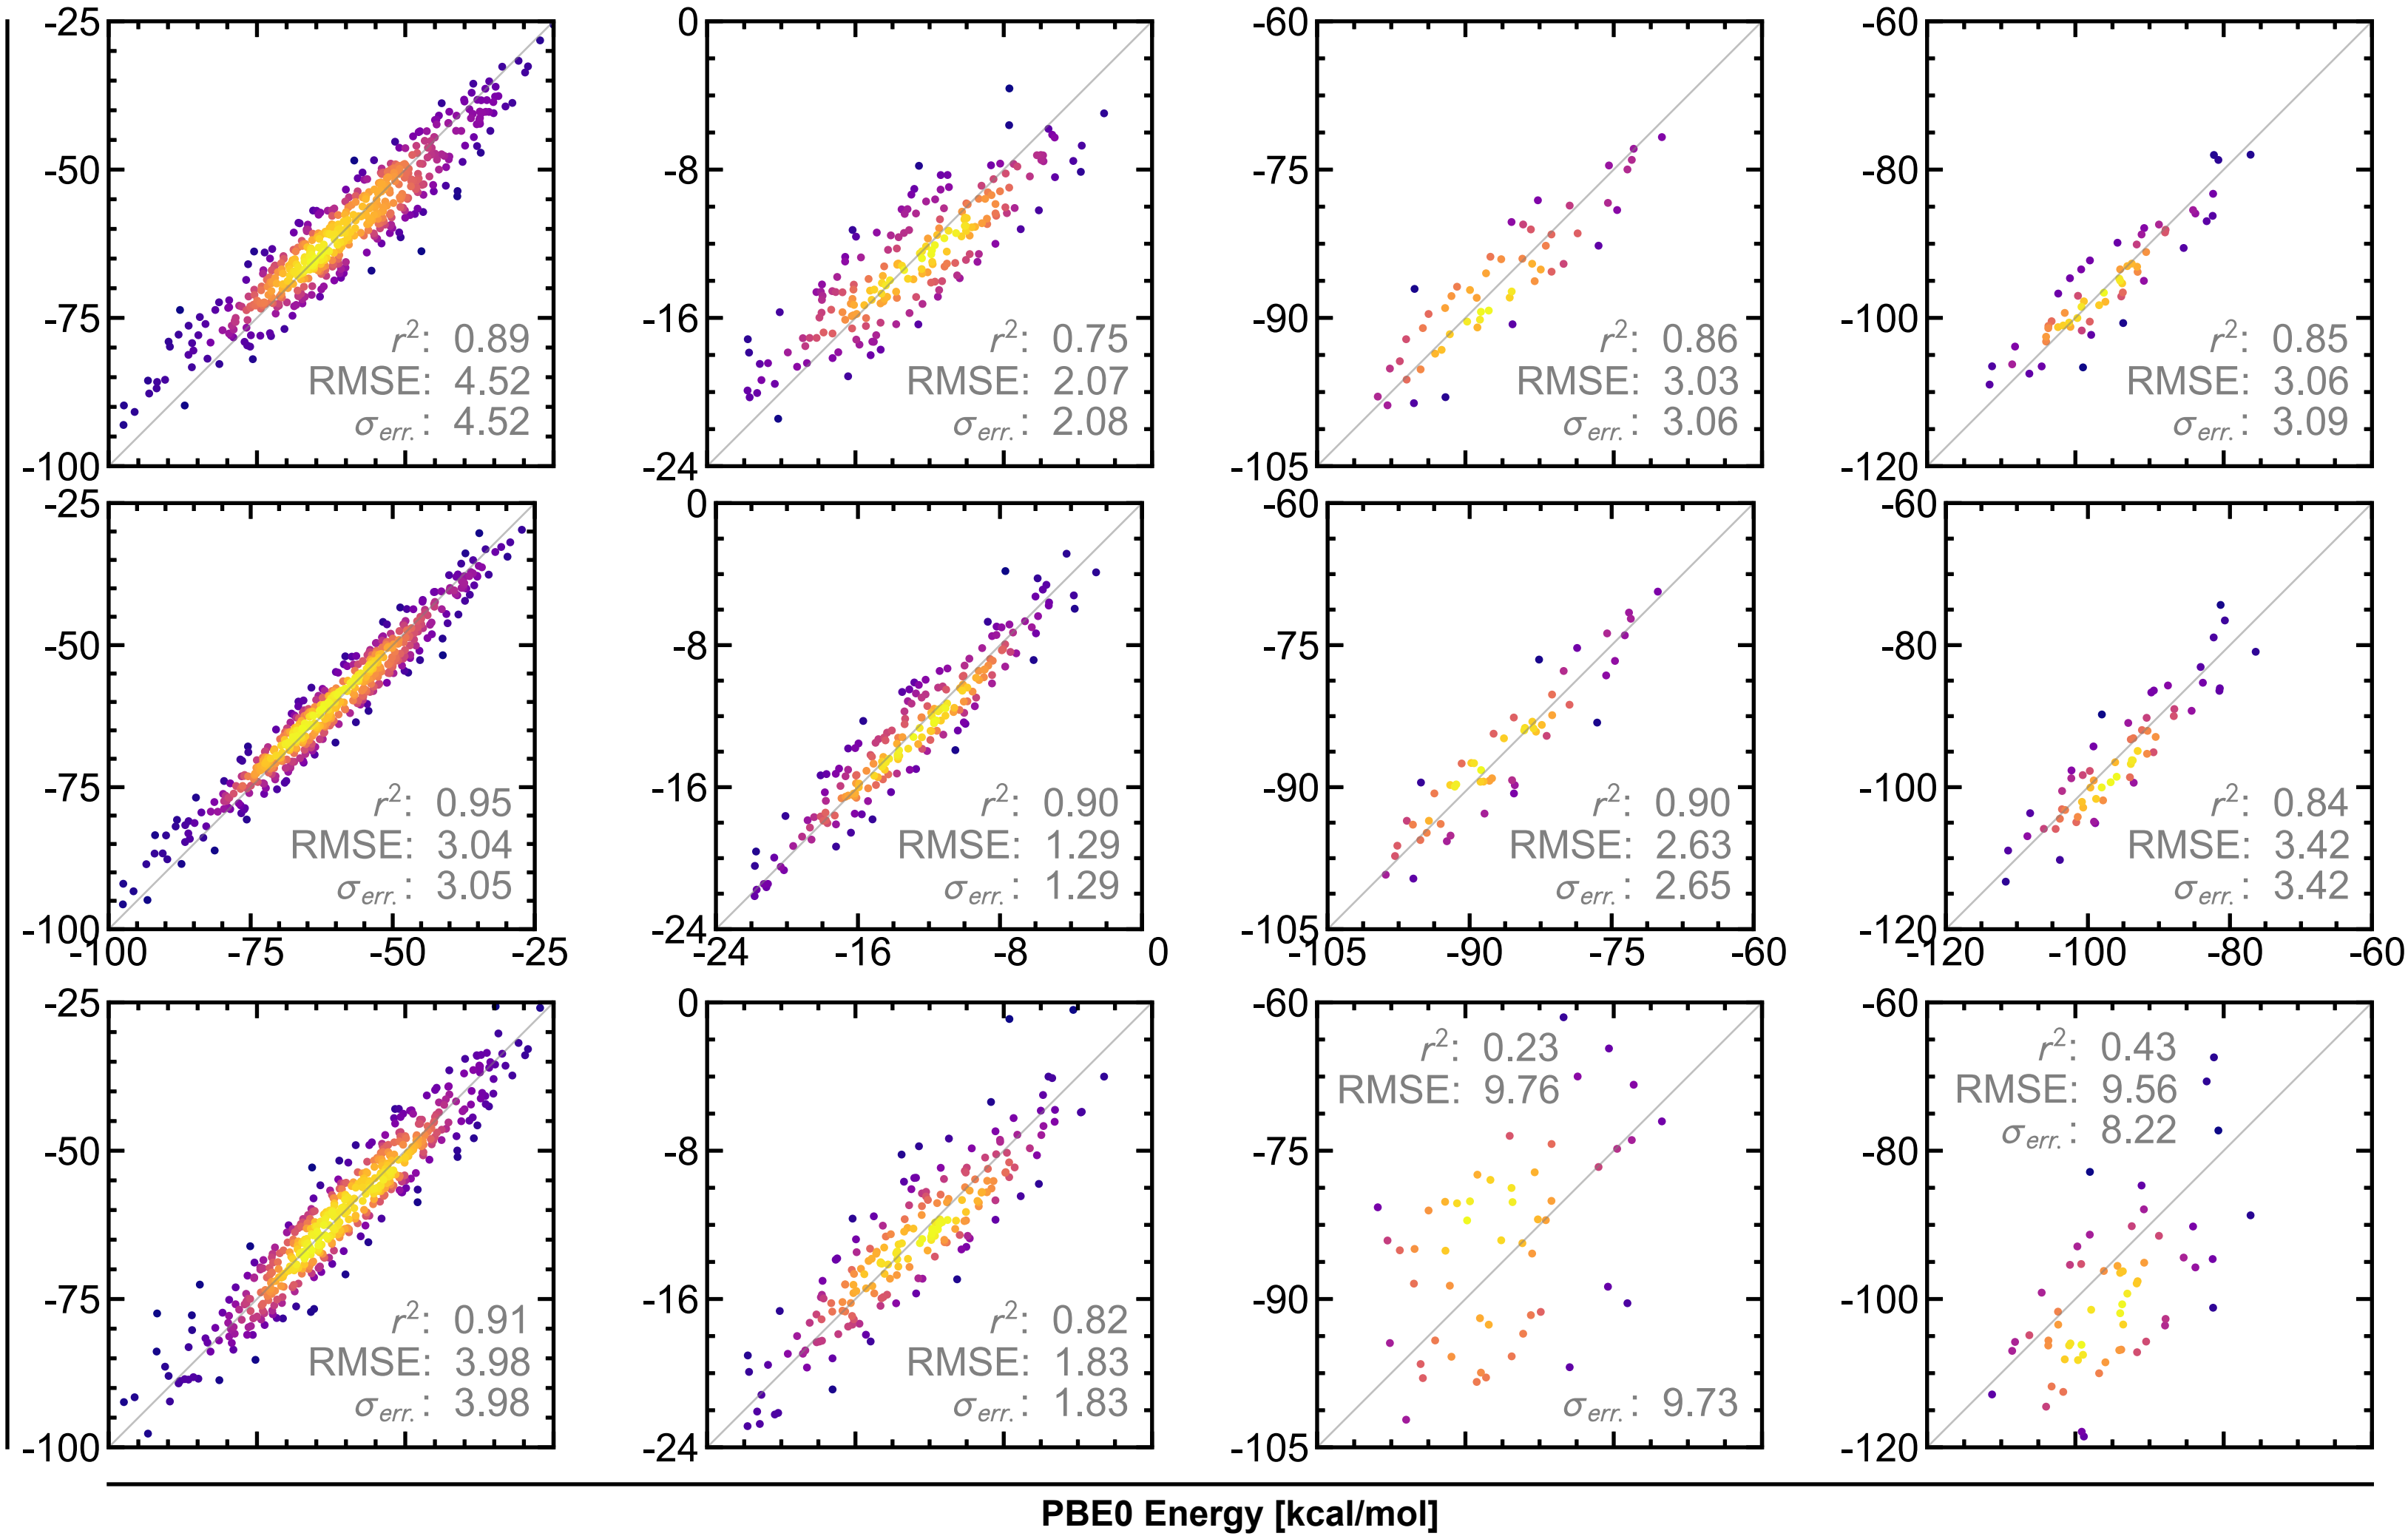 -25
-50
-75
-100
r²: 0.89
RMSE: 4.52
σerr.: 4.52
0
-8
-16
-24
r²: 0.75
RMSE: 2.07
σerr.: 2.08
-60
-75
-90
-105
r²: 0.86
RMSE: 3.03
σerr.: 3.06
-60
-80
-100
-120
r²: 0.85
RMSE: 3.06
σerr.: 3.09
-25
-50
-75
-100
r²: 0.95
RMSE: 3.04
σerr.: 3.05
-100 -75 -50 -25
0
-8
-16
-24
r²: 0.90
RMSE: 1.29
σerr.: 1.29
-24 -16 -8 0
-60
-75
-90
-105
r²: 0.90
RMSE: 2.63
σerr.: 2.65
-105 -90 -75 -60
-60
-80
-100
-120
r²: 0.84
RMSE: 3.42
σerr.: 3.42
-120 -100 -80 -60
-25
-50
-75
-100
r²: 0.91
RMSE: 3.98
σerr.: 3.98
0
-8
-16
-24
r²: 0.82
RMSE: 1.83
σerr.: 1.83
-60
-75
-90
-105
r²: 0.23
RMSE: 9.76
σerr.: 9.73
-60
-80
-100
-120
r²: 0.43
RMSE: 9.56
σerr.: 8.22
PBE0 Energy [kcal/mol]